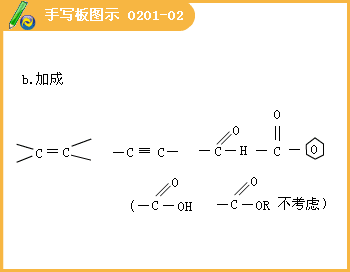 手写板图示 0201-02
b.加成
C=C —C≡C— —C(=O)—H —C(=O)—⌬
(—C(=O)—OH —C(=O)—OR 不考虑)